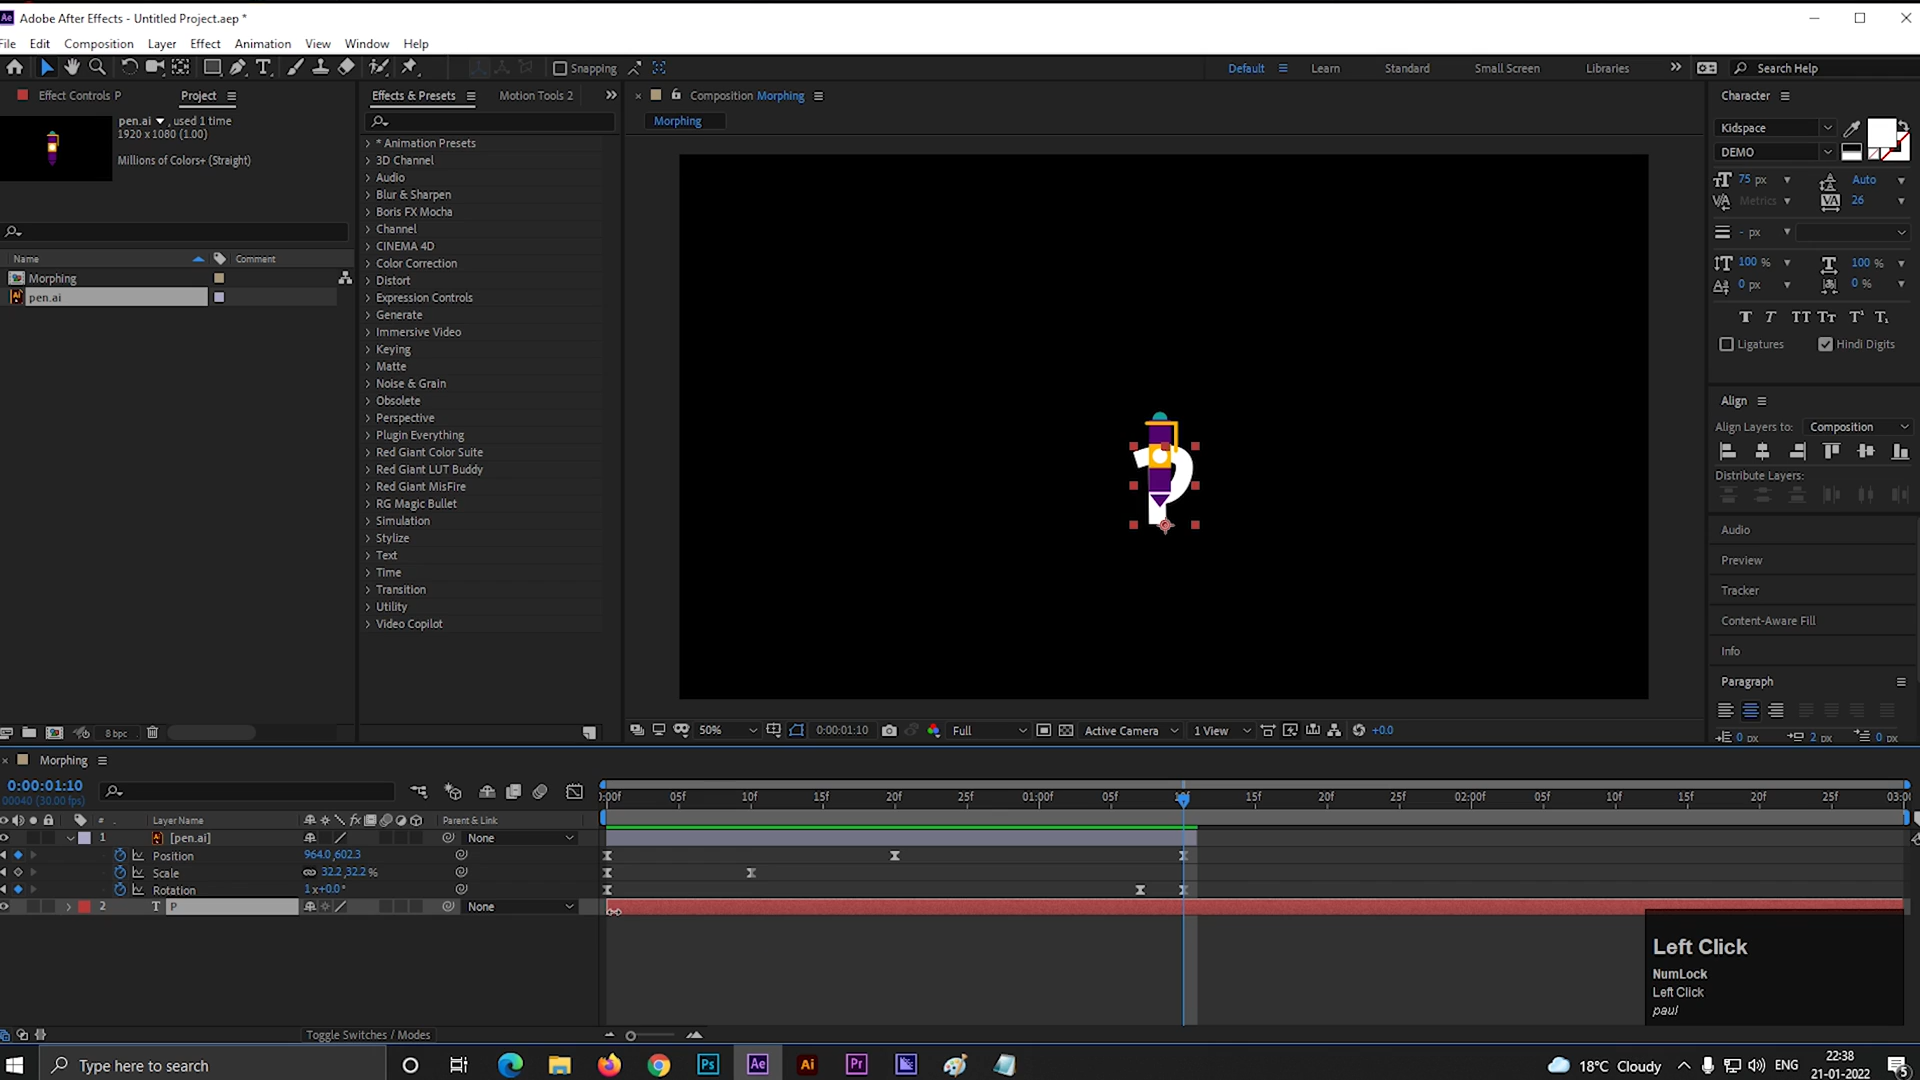 Adobe After Effects - Untitled Project.aep *
File Edit Composition Layer Effect Animation View Window Help
Snapping
Default Learn Standard Small Screen Libraries Search Help
Effect Controls P Project
pen.ai , used 1 time
1920 x 1080 (1.00)
Millions of Colors+ (Straight)
Name Comment
Morphing
pen.ai
8 bpc
Effects & Presets Motion Tools 2
* Animation Presets
3D Channel
Audio
Blur & Sharpen
Boris FX Mocha
Channel
CINEMA 4D
Color Correction
Distort
Expression Controls
Generate
Immersive Video
Keying
Matte
Noise & Grain
Obsolete
Perspective
Plugin Everything
Red Giant Color Suite
Red Giant LUT Buddy
Red Giant MisFire
RG Magic Bullet
Simulation
Stylize
Text
Time
Transition
Utility
Video Copilot
Composition Morphing
Morphing
P
50% 0:00:01:10 Full Active Camera 1 View +0.0
Character
Kidspace
DEMO
75 px Auto
Metrics 26
- px
100 % 100 %
0 px 0 %
Ligatures Hindi Digits
Align
Align Layers to: Composition
Distribute Layers:
Audio
Preview
Tracker
Content-Aware Fill
Info
Paragraph
0 px 2 px 0 px
Morphing
0:00:01:10
00040 (30.00 fps)
):00f 05f 10f 15f 20f 25f 01:00f 05f 10f 15f 20f 25f 02:00f 05f 10f 15f 20f 25f 03:00
# Layer Name Parent & Link
1 [pen.ai] None
Position 964.0,602.3
Scale 32.2,32.2 %
Rotation 1x+0.0°
2 T P None
Toggle Switches / Modes
Left Click
NumLock
Left Click
paul
Type here to search
18°C Cloudy ENG 22:38
21-01-2022 5